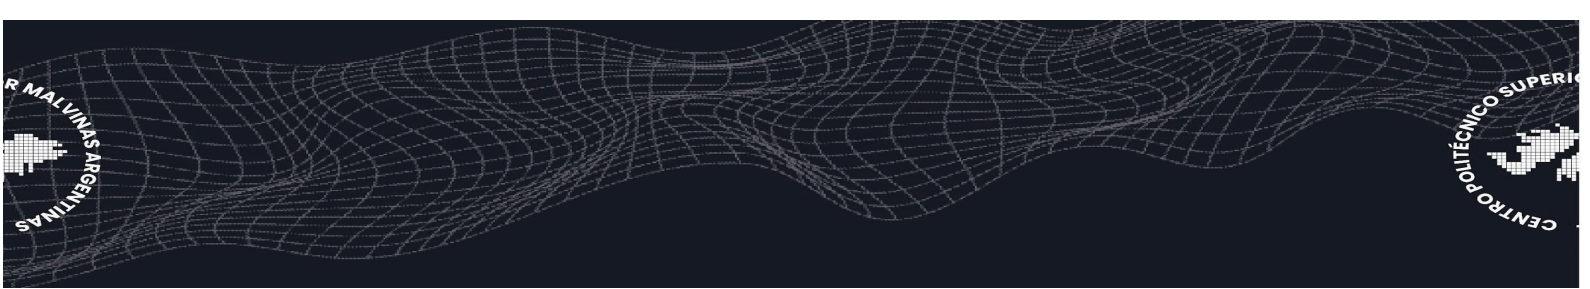 R MALVINAS ARGENTINAS
CENTRO POLITÉCNICO SUPERIO